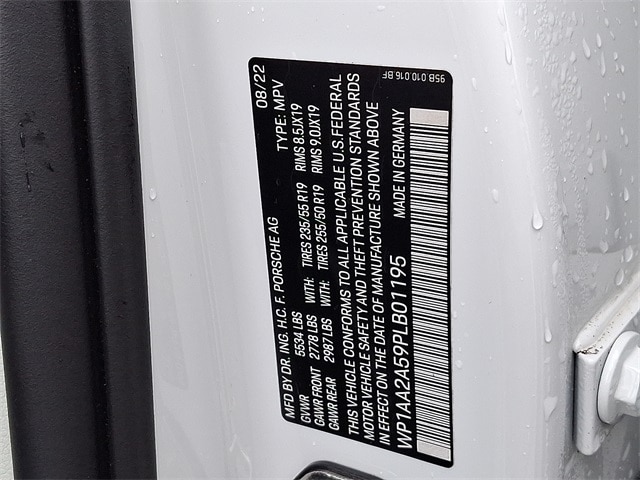 MFD BY DR. ING. H.C. F. PORSCHE AG 08/22
GVWR 5534 LBS TYPE: MPV
GAWR FRONT 2778 LBS WITH: TIRES 235/55 R19 RIMS 8.5JX19
GAWR REAR 2987 LBS WITH: TIRES 255/50 R19 RIMS 9.0JX19
THIS VEHICLE CONFORMS TO ALL APPLICABLE U.S.FEDERAL
MOTOR VEHICLE SAFETY AND THEFT PREVENTION STANDARDS
IN EFFECT ON THE DATE OF MANUFACTURE SHOWN ABOVE
WP1AA2A59PLB01195 MADE IN GERMANY
95B.010.016.BF